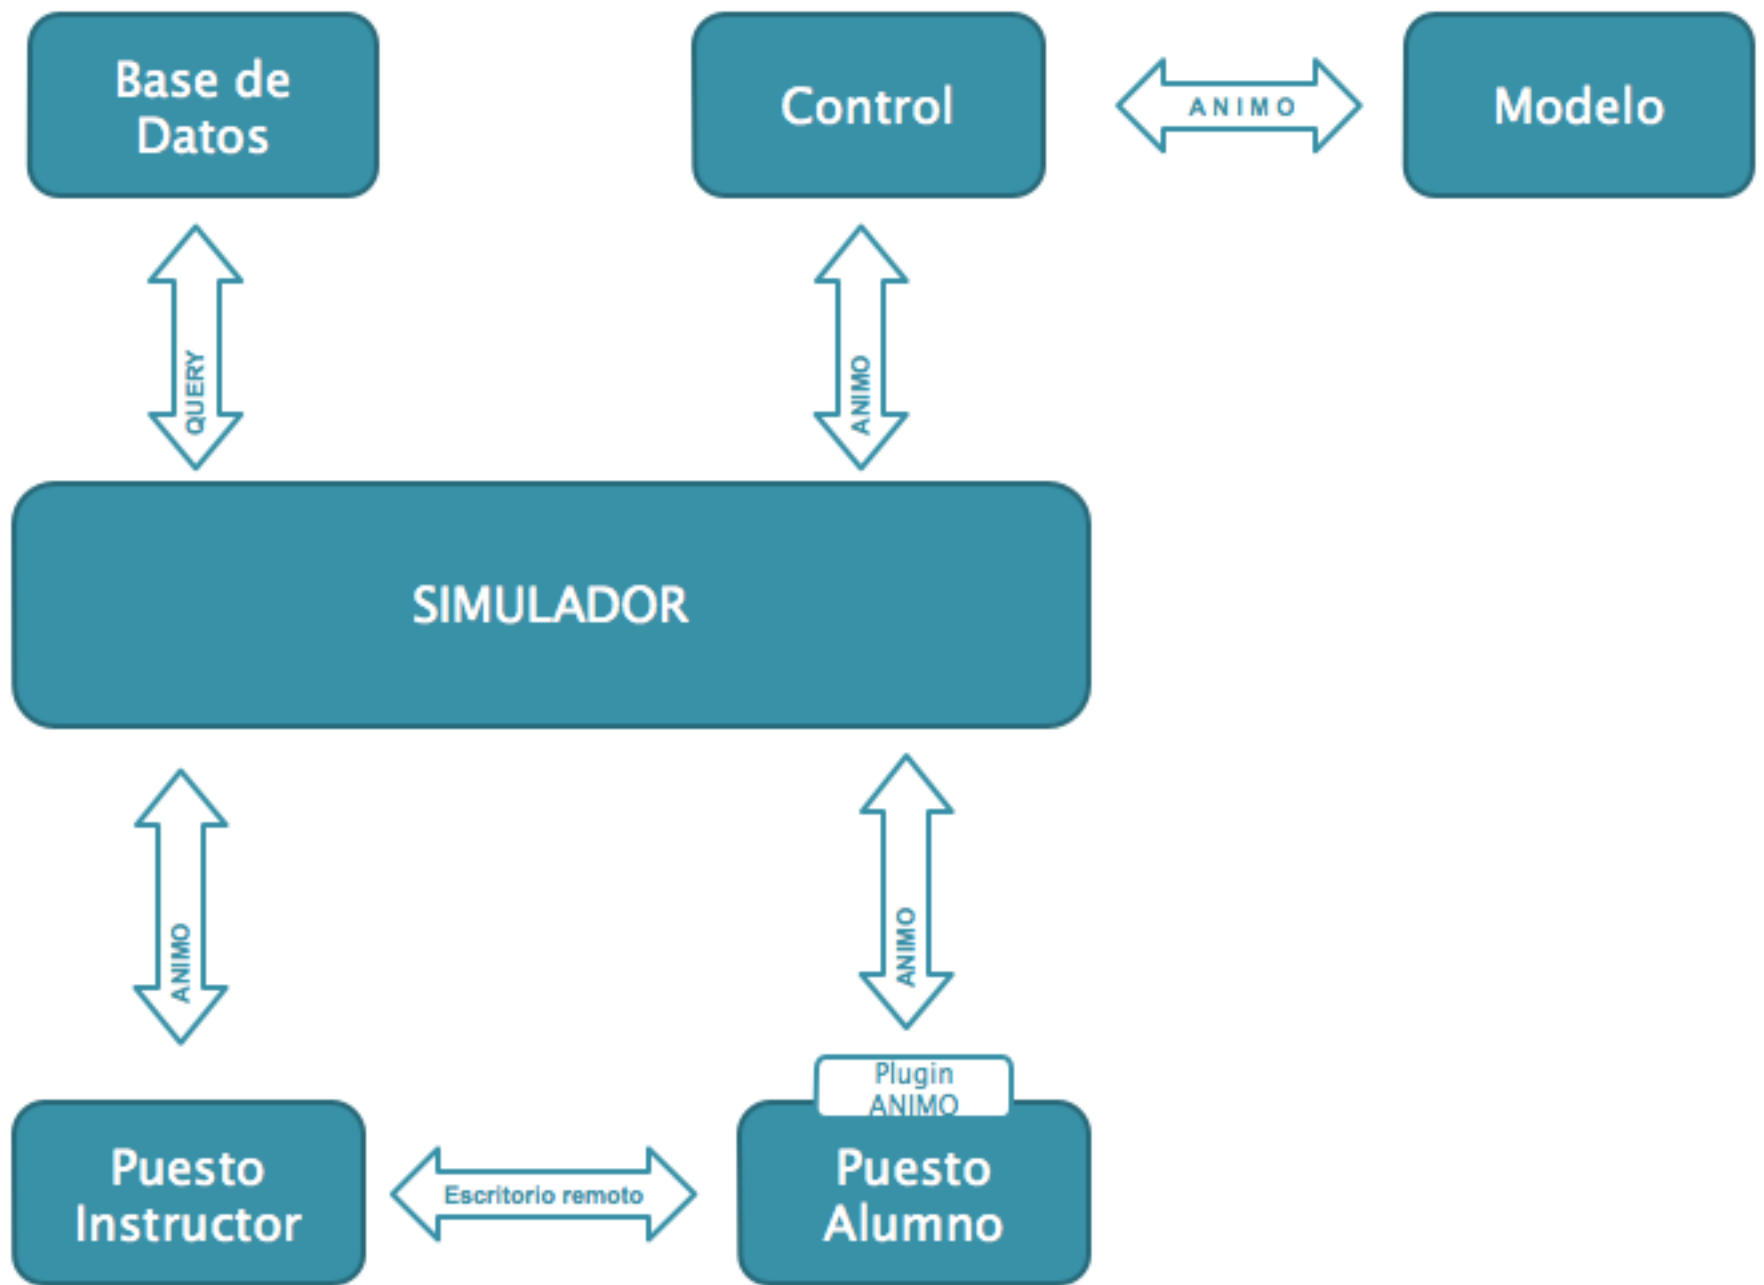 Base de
Datos
Control
ANIMO
Modelo
QUERY
ANIMO
SIMULADOR
ANIMO
ANIMO
Plugin
ANIMO
Puesto
Instructor
Escritorio remoto
Puesto
Alumno